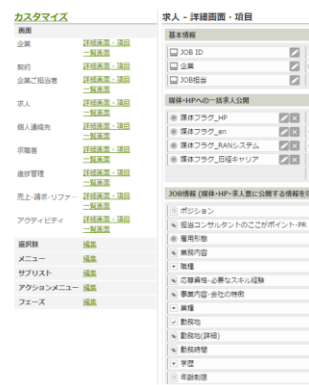 カスタマイズ
画面
企業
詳細画面・項目
一覧画面
契約
詳細画面・項目
一覧画面
企業ご担当者
詳細画面・項目
一覧画面
求人
詳細画面・項目
一覧画面
個人連絡先
詳細画面・項目
一覧画面
求職者
詳細画面・項目
一覧画面
進捗管理
詳細画面・項目
一覧画面
売上・請求・リファ…
詳細画面・項目
一覧画面
アクティビティ
詳細画面・項目
一覧画面
選択肢 編集
メニュー 編集
サブリスト 編集
アクションメニュー 編集
フェーズ 編集
求人 - 詳細画面・項目
基本情報
JOB ID
企業
JOB担当
媒体・HPへの一括求人公開
媒体フラグ_HP
媒体フラグ_en
媒体フラグ_RANシステム
媒体フラグ_日経キャリア
JOB情報 (媒体・HP・求人票に公開する情報を
ポジション
担当コンサルタントのここがポイント・PR
雇用形態
業務内容
職種
応募資格・必要なスキル経験
事業内容・会社の特徴
業種
勤務地
勤務地(詳細)
勤務時間
学歴
年齢制限